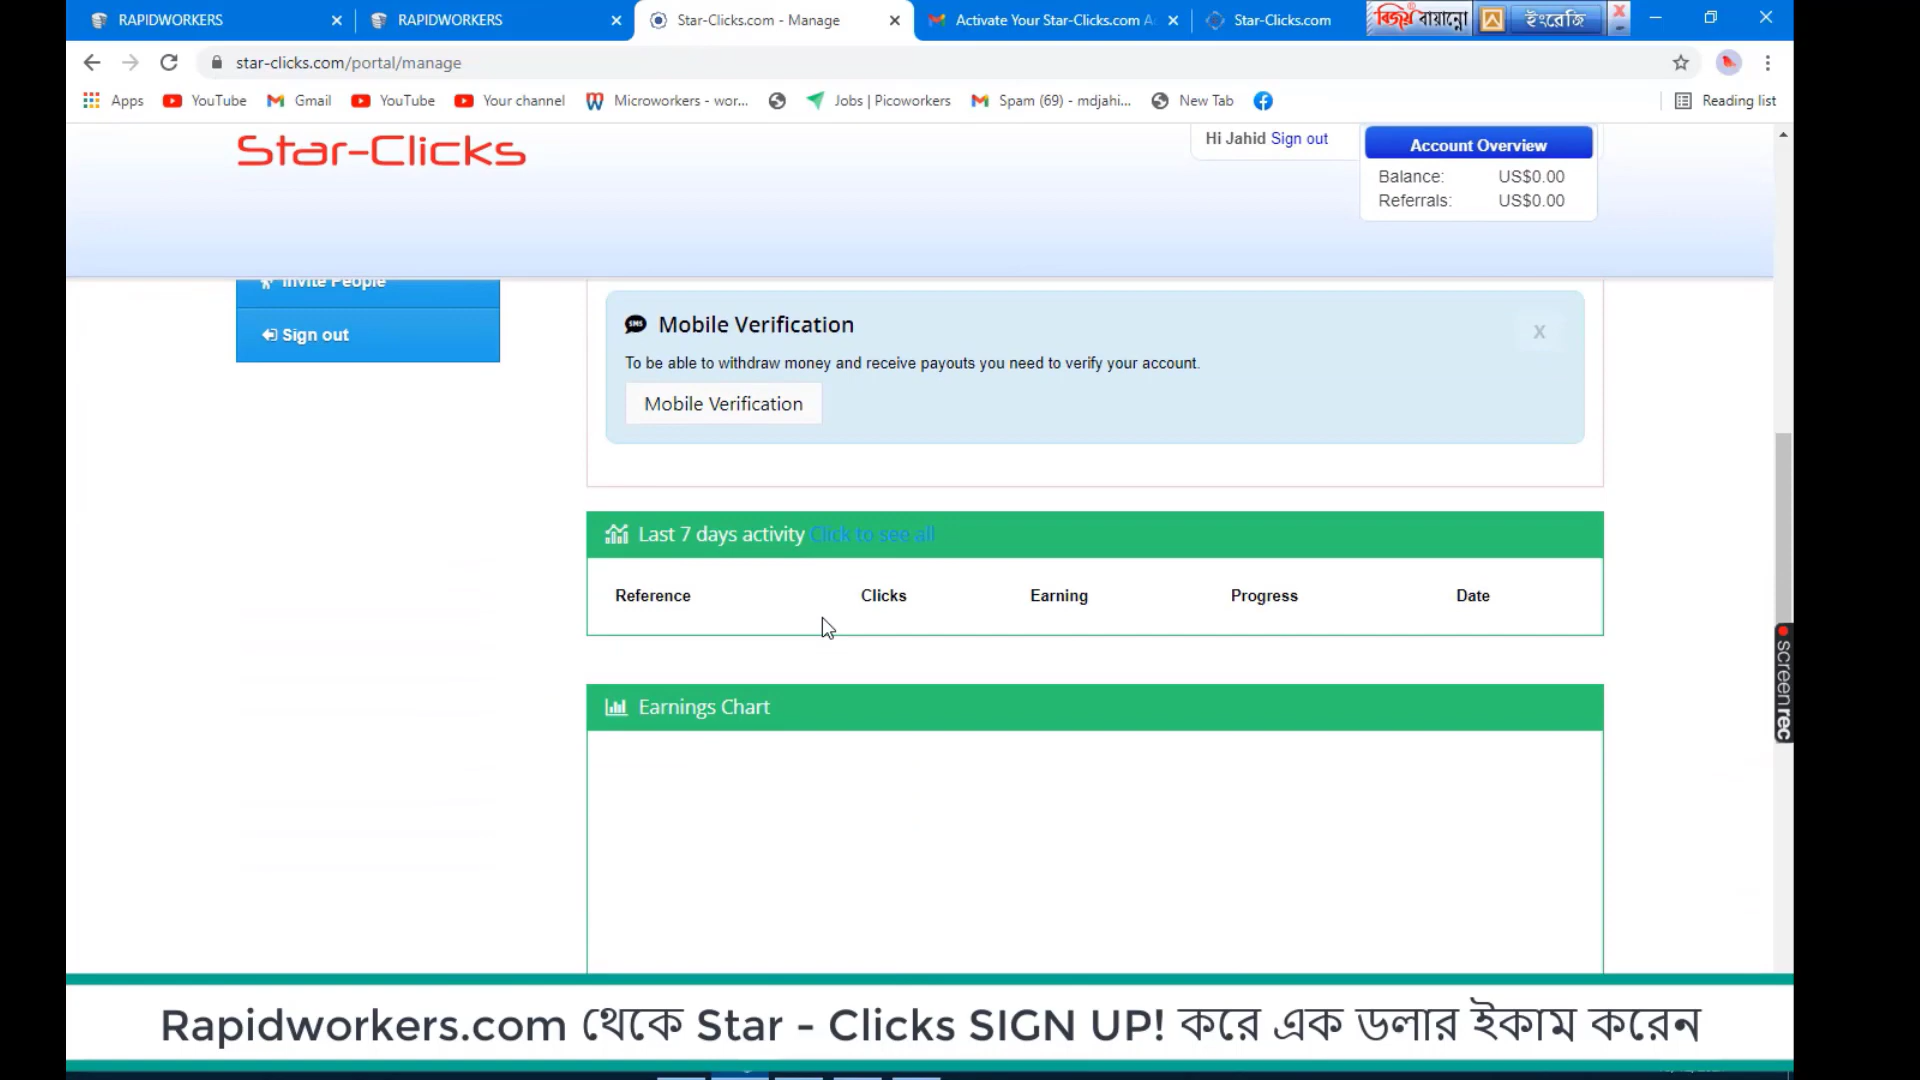 RAPIDWORKERS
RAPIDWORKERS
Star-Clicks.com - Manage
Activate Your Star-Clicks.com A
Star-Clicks.com
বিজয় বায়ান্নো
ইংরেজি
star-clicks.com/portal/manage
Apps
YouTube
Gmail
YouTube
Your channel
Microworkers - wor...
Jobs | Picoworkers
Spam (69) - mdjahi...
New Tab
Reading list
Star-Clicks
Hi Jahid Sign out
Account Overview
Balance: US$0.00
Referrals: US$0.00
Invite People
Sign out
SMS
Mobile Verification
X
To be able to withdraw money and receive payouts you need to verify your account.
Mobile Verification
Last 7 days activity Click to see all
Reference Clicks Earning Progress Date
Earnings Chart
screenrec
Rapidworkers.com থেকে Star - Clicks SIGN UP! করে এক ডলার ইকাম করেন